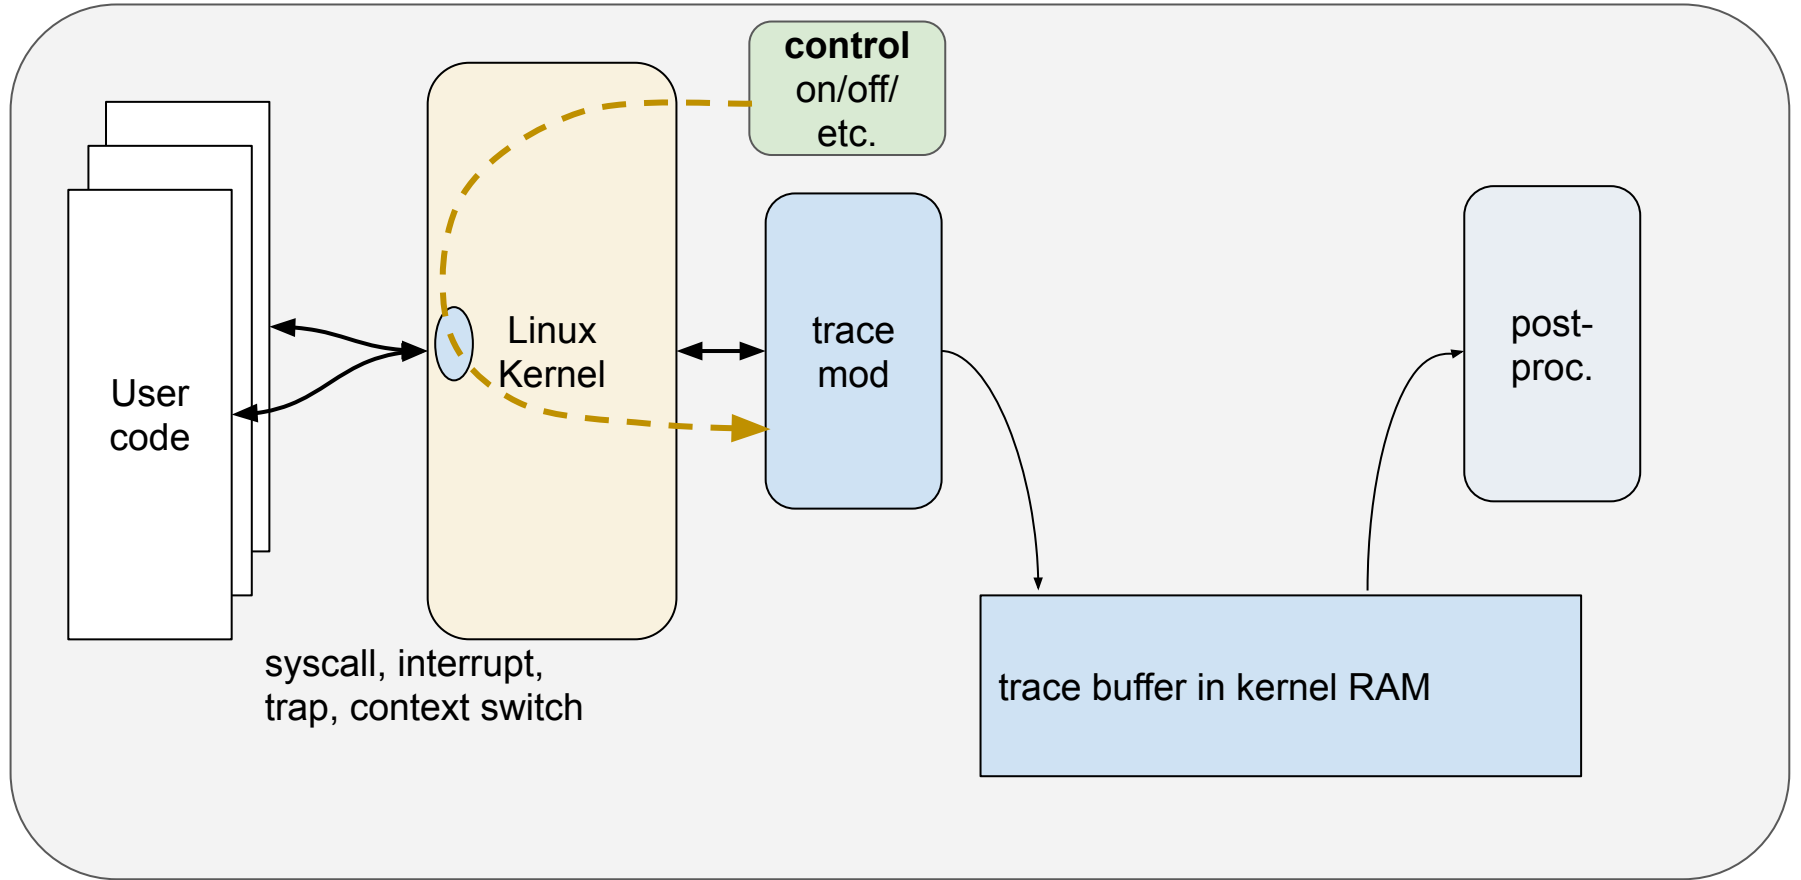 control
on/off/
etc.
User
code
Linux
Kernel
trace
mod
post-
proc.
syscall, interrupt,
trap, context switch
trace buffer in kernel RAM